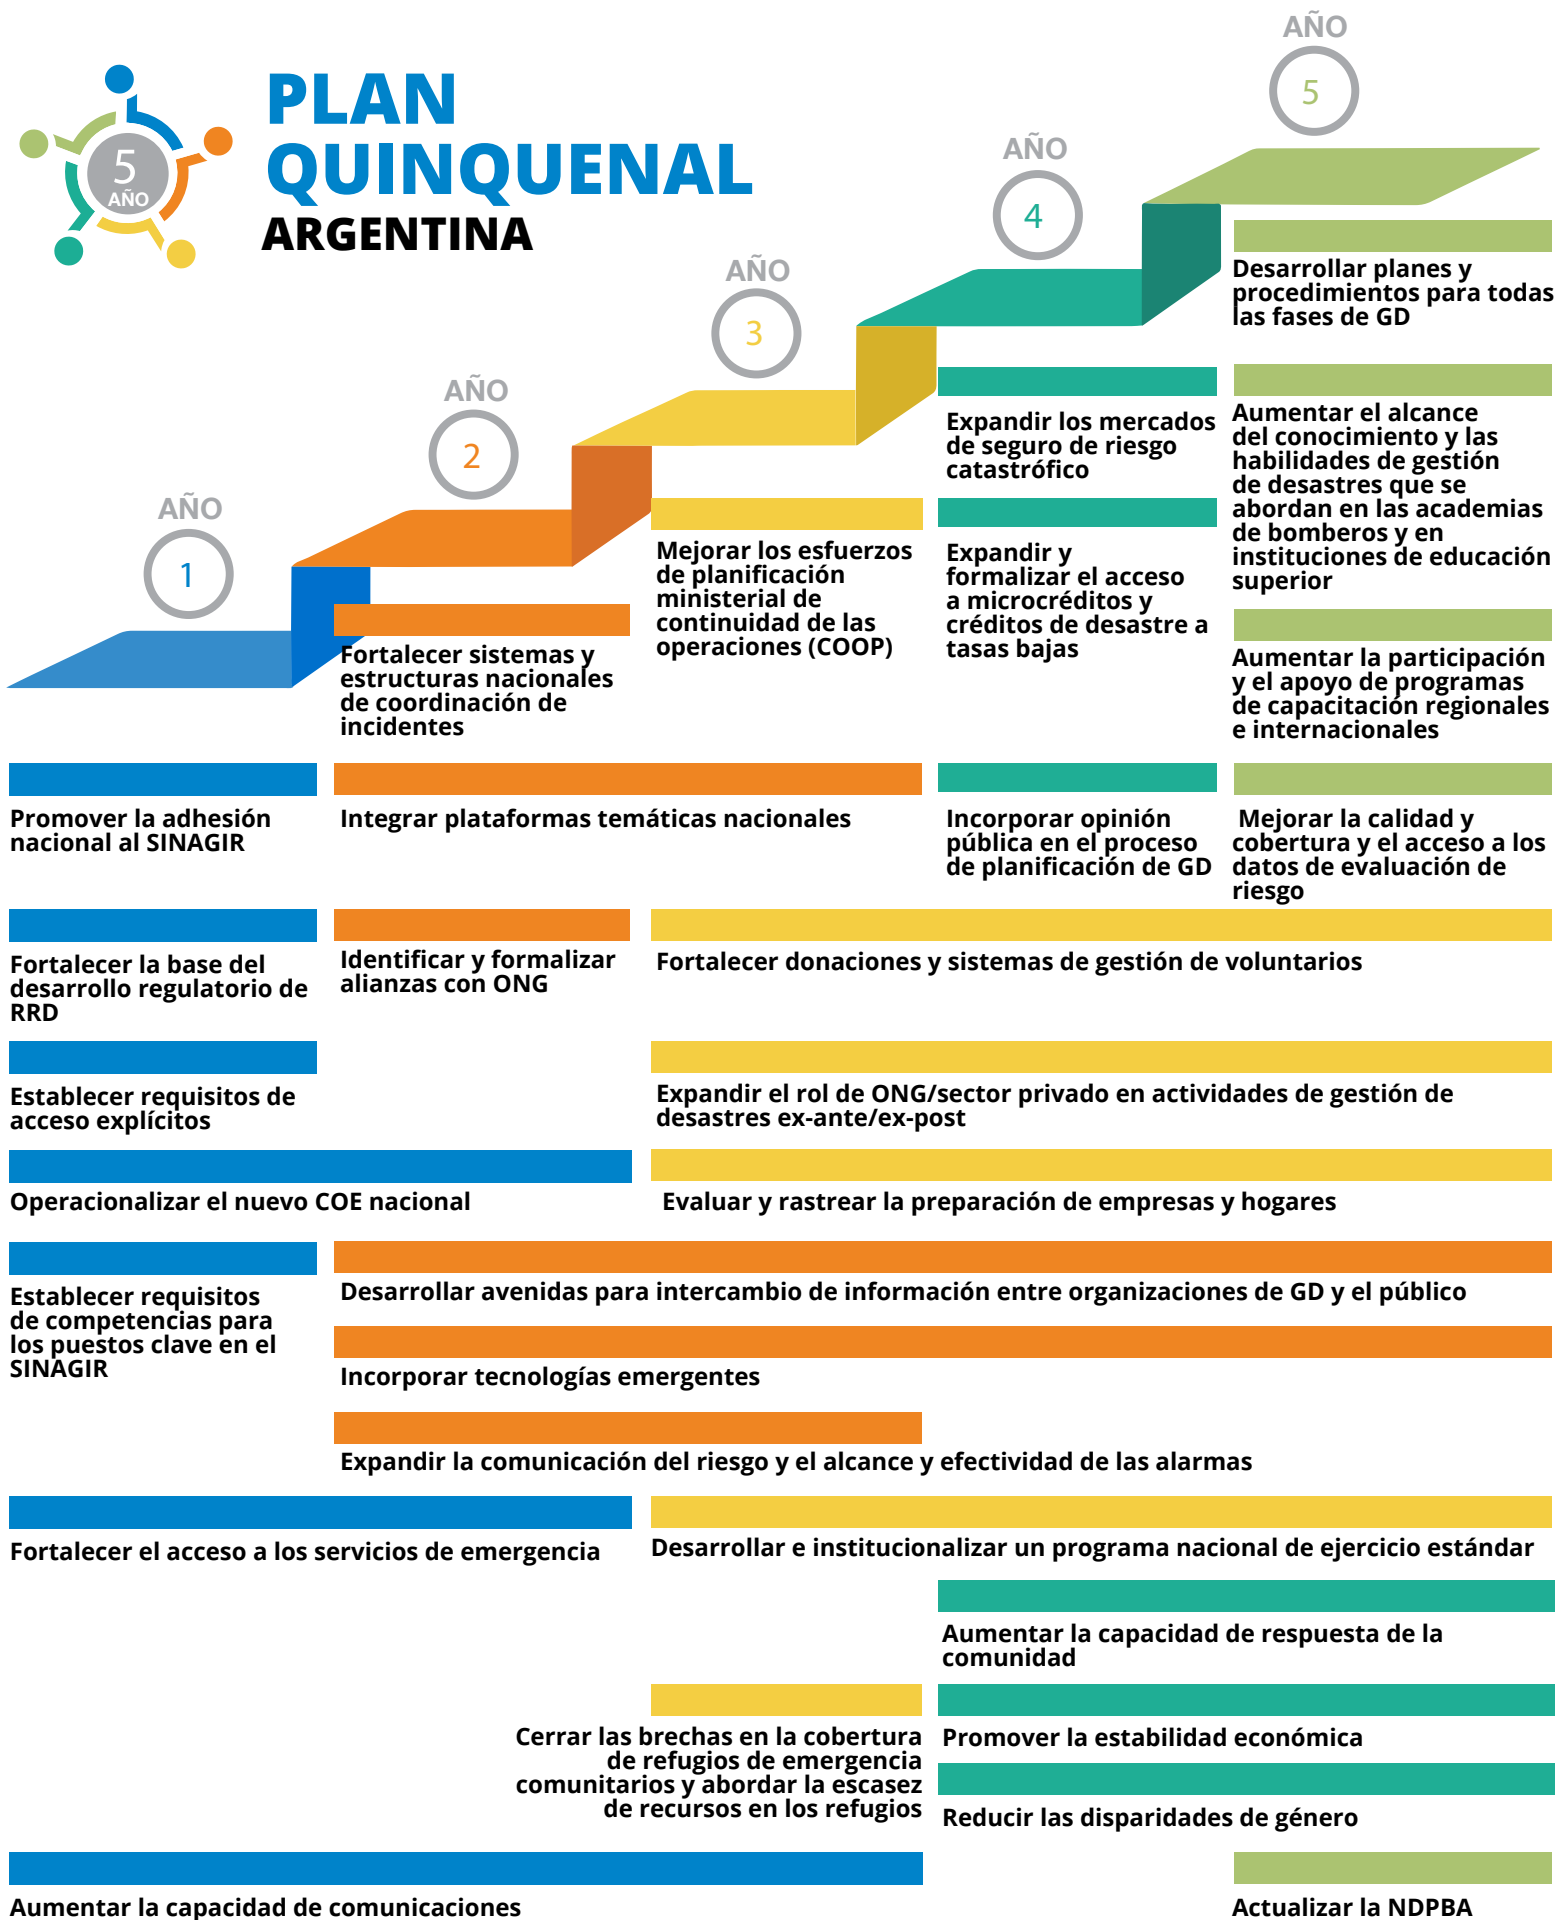 5
AÑO
PLAN
QUINQUENAL
ARGENTINA
AÑO
1
AÑO
2
AÑO
3
AÑO
4
AÑO
5
Fortalecer sistemas y
estructuras nacionales
de coordinación de
incidentes
Mejorar los esfuerzos
de planificación
ministerial de
continuidad de las
operaciones (COOP)
Expandir los mercados
de seguro de riesgo
catastrófico
Expandir y
formalizar el acceso
a microcréditos y
créditos de desastre a
tasas bajas
Desarrollar planes y
procedimientos para todas
las fases de GD
Aumentar el alcance
del conocimiento y las
habilidades de gestión
de desastres que se
abordan en las academias
de bomberos y en
instituciones de educación
superior
Aumentar la participación
y el apoyo de programas
de capacitación regionales
e internacionales
Promover la adhesión
nacional al SINAGIR
Integrar plataformas temáticas nacionales
Incorporar opinión
pública en el proceso
de planificación de GD
Mejorar la calidad y
cobertura y el acceso a los
datos de evaluación de
riesgo
Fortalecer la base del
desarrollo regulatorio de
RRD
Identificar y formalizar
alianzas con ONG
Fortalecer donaciones y sistemas de gestión de voluntarios
Establecer requisitos de
acceso explícitos
Expandir el rol de ONG/sector privado en actividades de gestión de
desastres ex-ante/ex-post
Operacionalizar el nuevo COE nacional
Evaluar y rastrear la preparación de empresas y hogares
Establecer requisitos
de competencias para
los puestos clave en el
SINAGIR
Desarrollar avenidas para intercambio de información entre organizaciones de GD y el público
Incorporar tecnologías emergentes
Expandir la comunicación del riesgo y el alcance y efectividad de las alarmas
Fortalecer el acceso a los servicios de emergencia
Desarrollar e institucionalizar un programa nacional de ejercicio estándar
Aumentar la capacidad de respuesta de la
comunidad
Cerrar las brechas en la cobertura
de refugios de emergencia
comunitarios y abordar la escasez
de recursos en los refugios
Promover la estabilidad económica
Reducir las disparidades de género
Aumentar la capacidad de comunicaciones
Actualizar la NDPBA